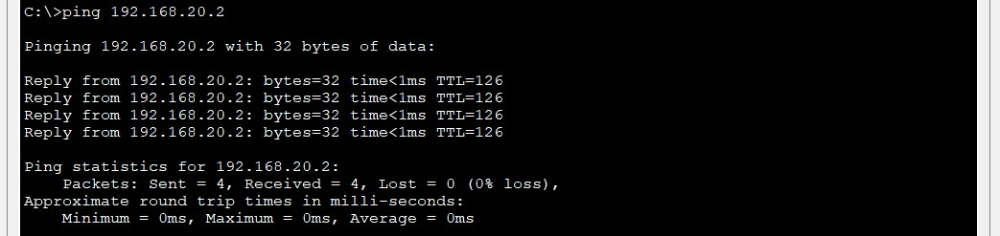 C:\>ping 192.168.20.2
Pinging 192.168.20.2 with 32 bytes of data:
Reply from 192.168.20.2: bytes=32 time<1ms TTL=126
Reply from 192.168.20.2: bytes=32 time<1ms TTL=126
Reply from 192.168.20.2: bytes=32 time<1ms TTL=126
Reply from 192.168.20.2: bytes=32 time<1ms TTL=126
Ping statistics for 192.168.20.2:
    Packets: Sent = 4, Received = 4, Lost = 0 (0% loss),
Approximate round trip times in milli-seconds:
    Minimum = 0ms, Maximum = 0ms, Average = 0ms